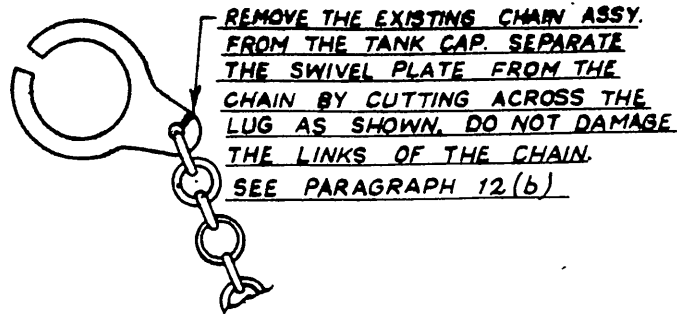 REMOVE THE EXISTING CHAIN ASSY.
FROM THE TANK CAP. SEPARATE
THE SWIVEL PLATE FROM THE
CHAIN BY CUTTING ACROSS THE
LUG AS SHOWN. DO NOT DAMAGE
THE LINKS OF THE CHAIN.
SEE PARAGRAPH 12(b)